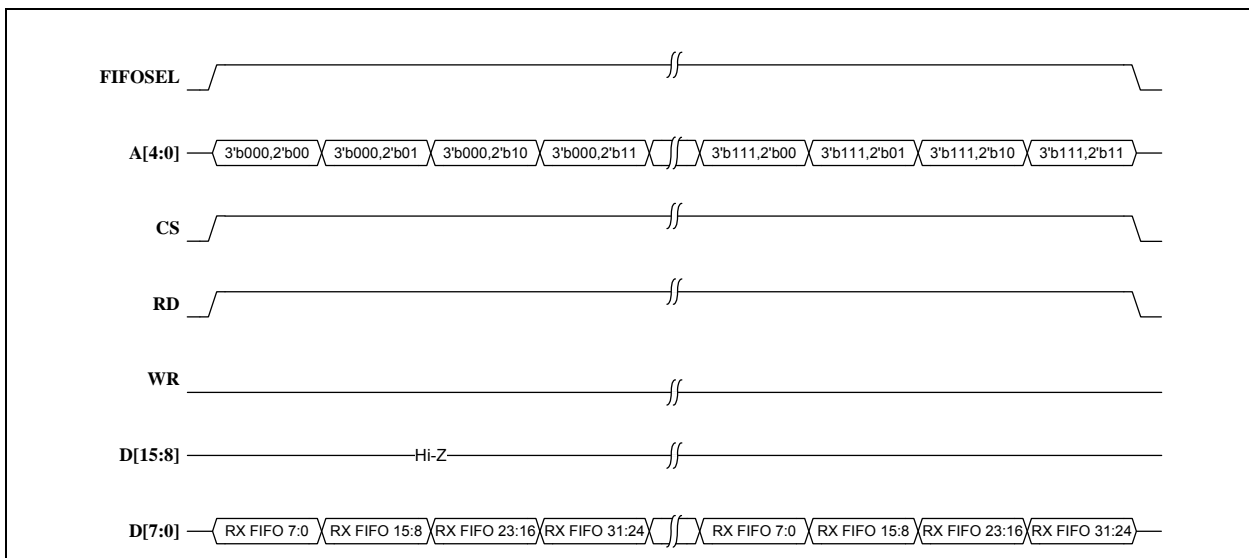 FIFOSEL
A[4:0] 3'b000,2'b00 3'b000,2'b01 3'b000,2'b10 3'b000,2'b11 3'b111,2'b00 3'b111,2'b01 3'b111,2'b10 3'b111,2'b11
CS
RD
WR
D[15:8] Hi-Z
D[7:0] RX FIFO 7:0 RX FIFO 15:8 RX FIFO 23:16 RX FIFO 31:24 RX FIFO 7:0 RX FIFO 15:8 RX FIFO 23:16 RX FIFO 31:24